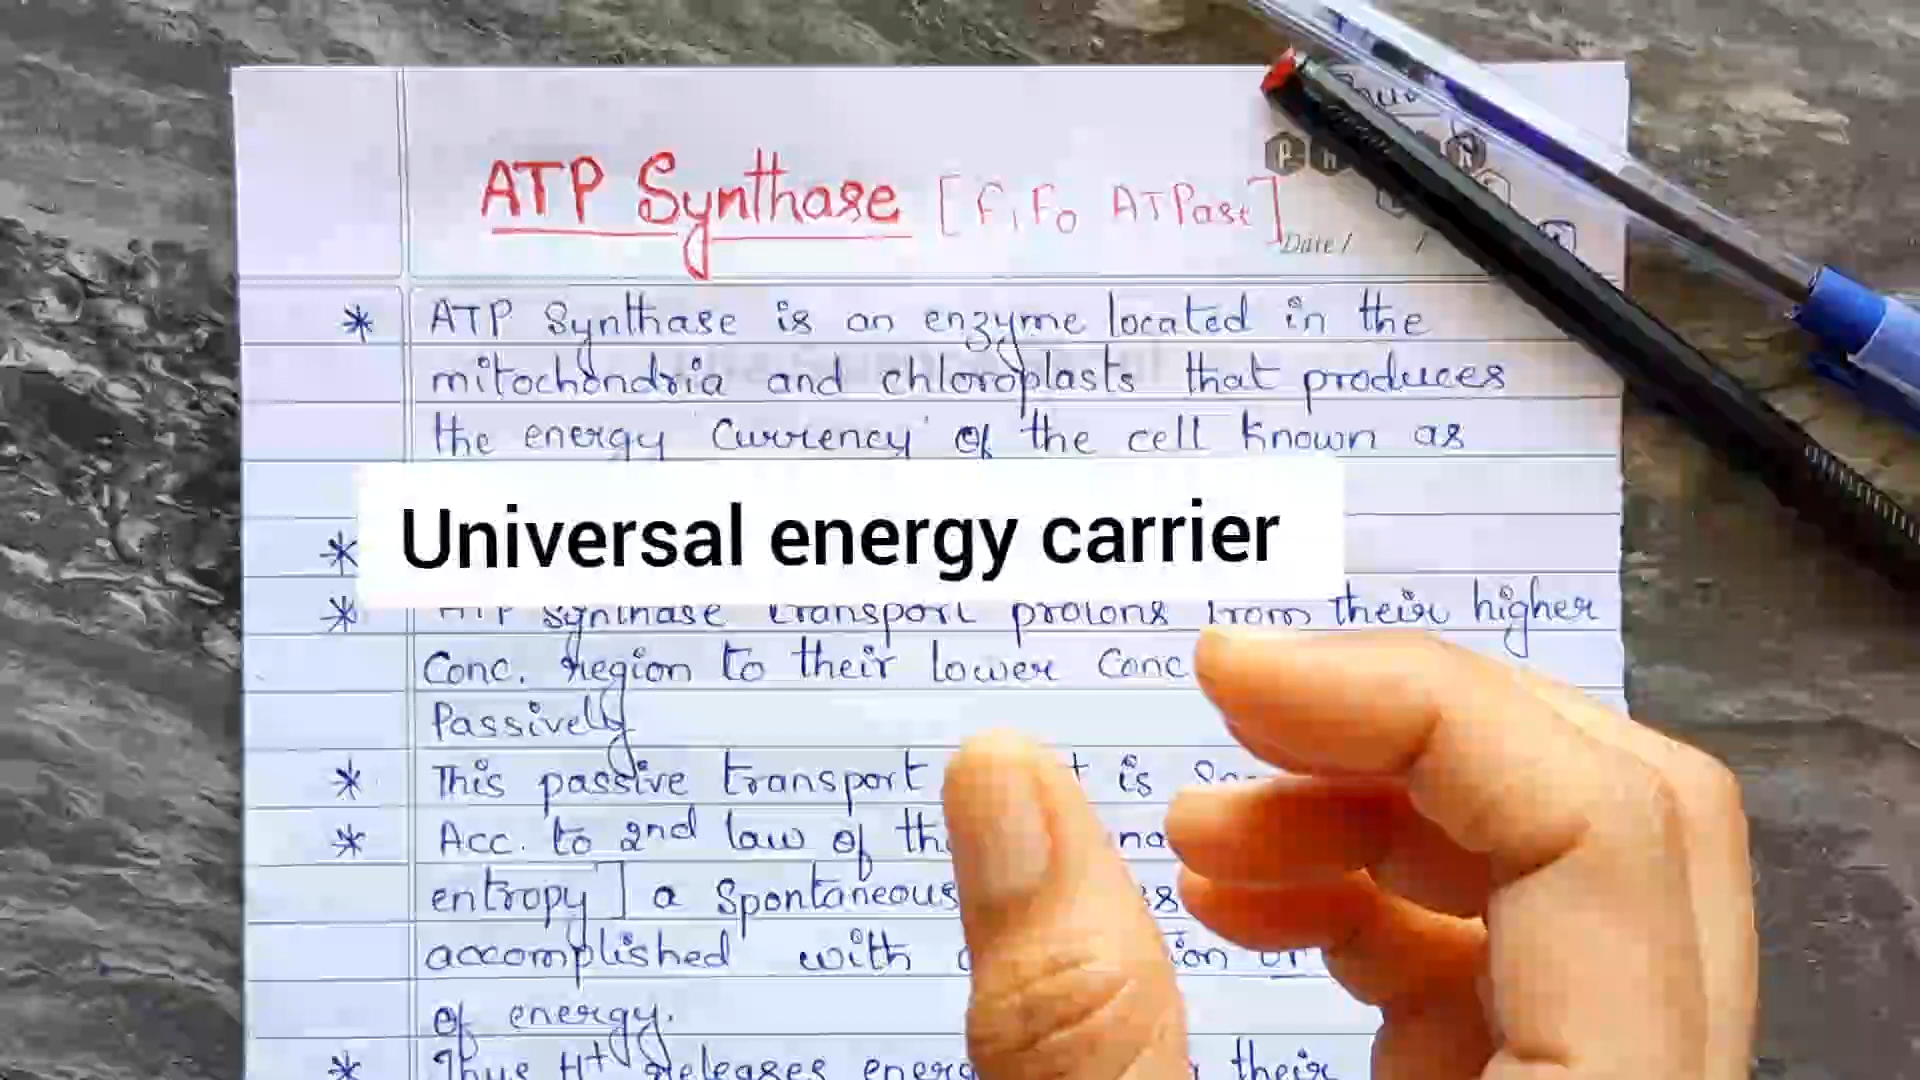 ATP Synthase [F1F0 ATPase]
Date / /
* ATP Synthase is an enzyme located in the
mitochondria and chloroplasts that produces
the energy 'Currency' of the cell known as
Universal energy carrier
*
* ATP synthase transport protons from their higher
Conc. region to their lower Conc
Passively
* This passive transport is
* Acc. to 2nd law of
entropy] a Spontaneous
accomplished with
of energy.
* Thus H+ releases their